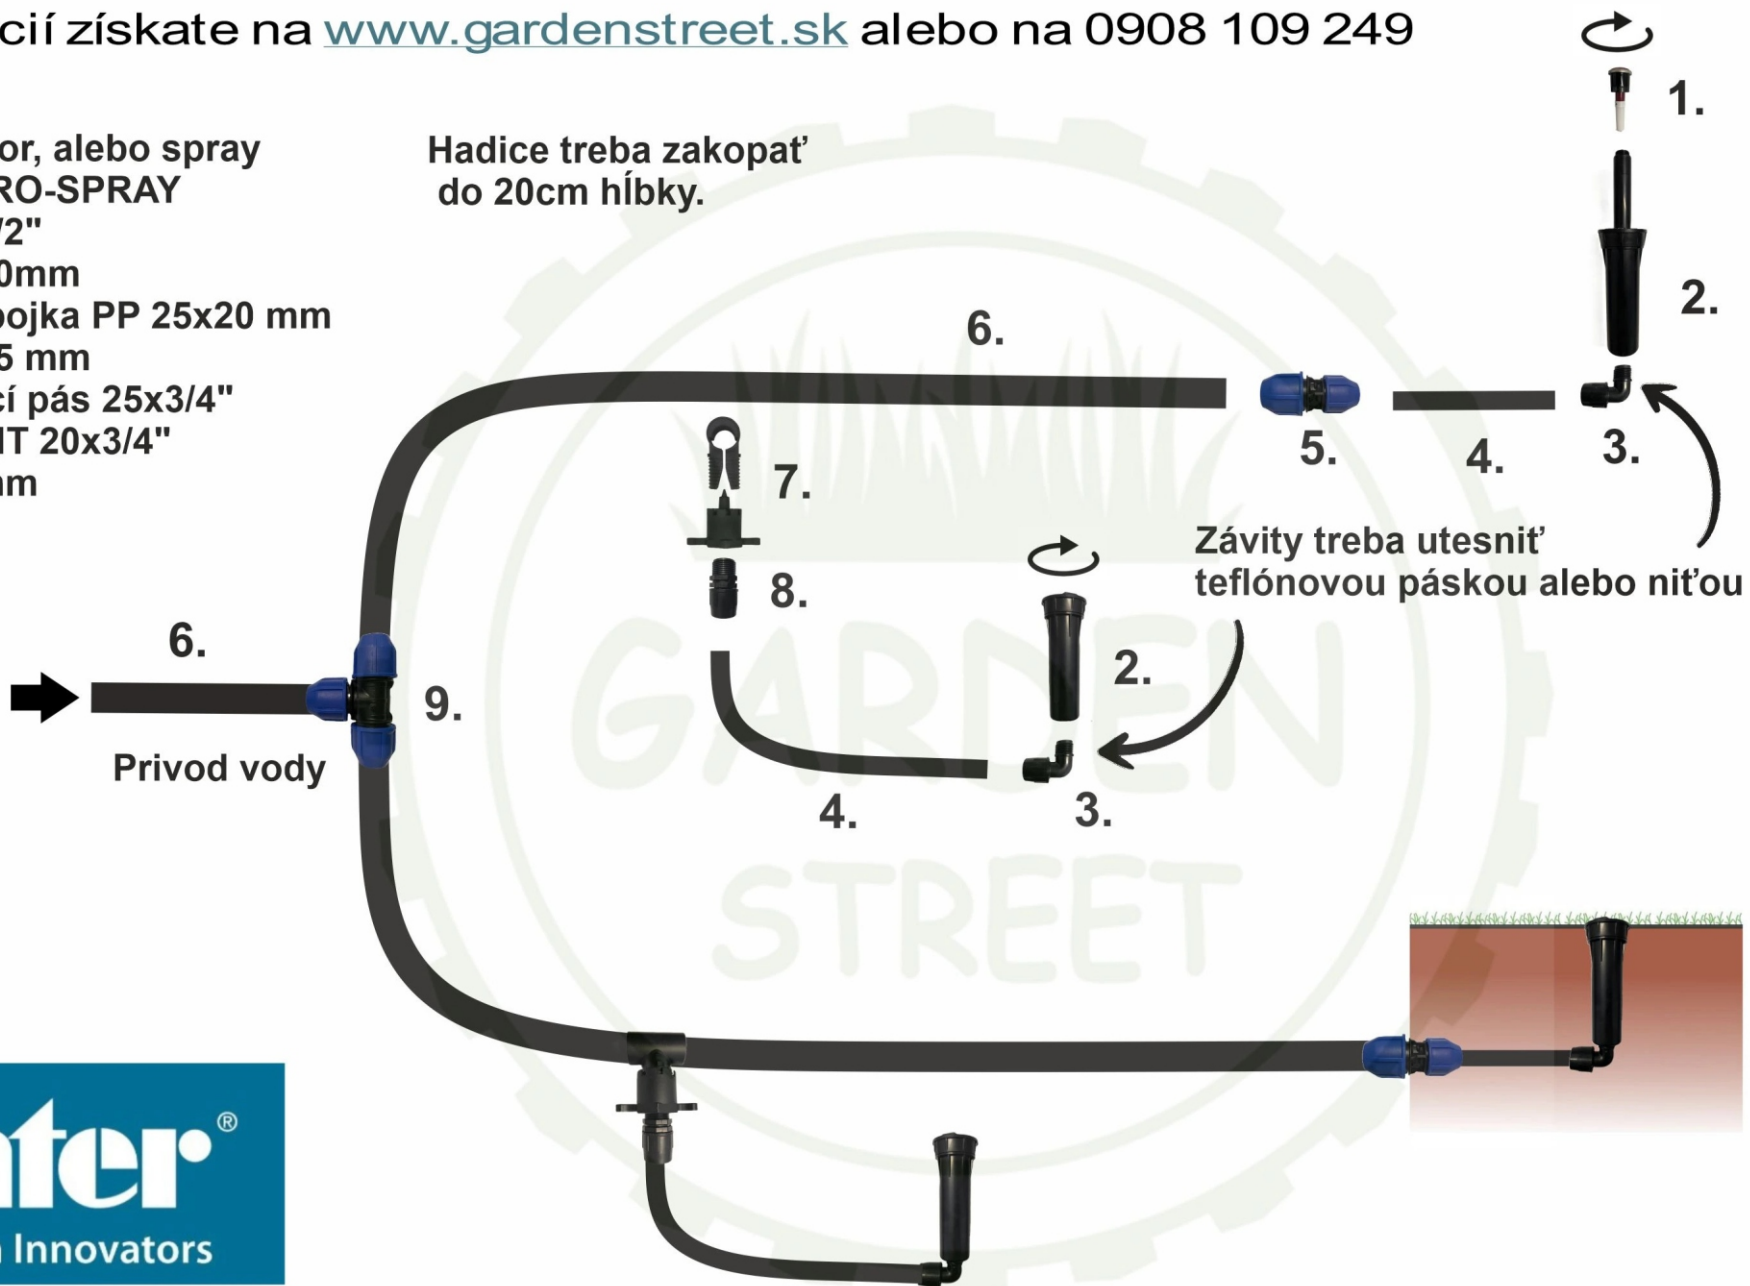 cií získate na www.gardenstreet.sk alebo na 0908 109 249
or, alebo spray
RO-SPRAY
/2"
0mm
pojka PP 25x20 mm
5 mm
cí pás 25x3/4"
NT 20x3/4"
mm
Hadice treba zakopať
do 20cm hĺbky.
1.
2.
6.
5.
4.
3.
7.
8.
Závity treba utesniť
teflónovou páskou alebo niťou
2.
6.
9.
Privod vody
4.
3.
GARDEN
STREET
nter®
n Innovators